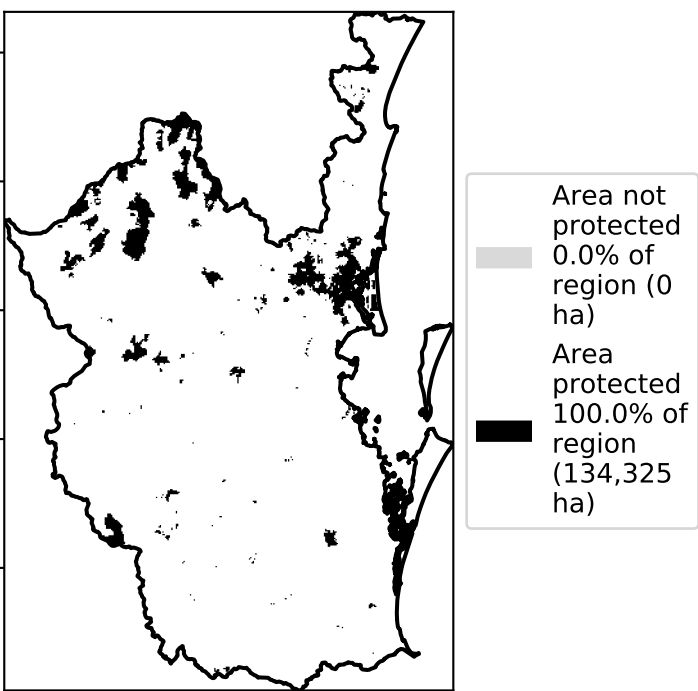 Area not
protected
0.0% of
region (0
ha)
Area
protected
100.0% of
region
(134,325
ha)